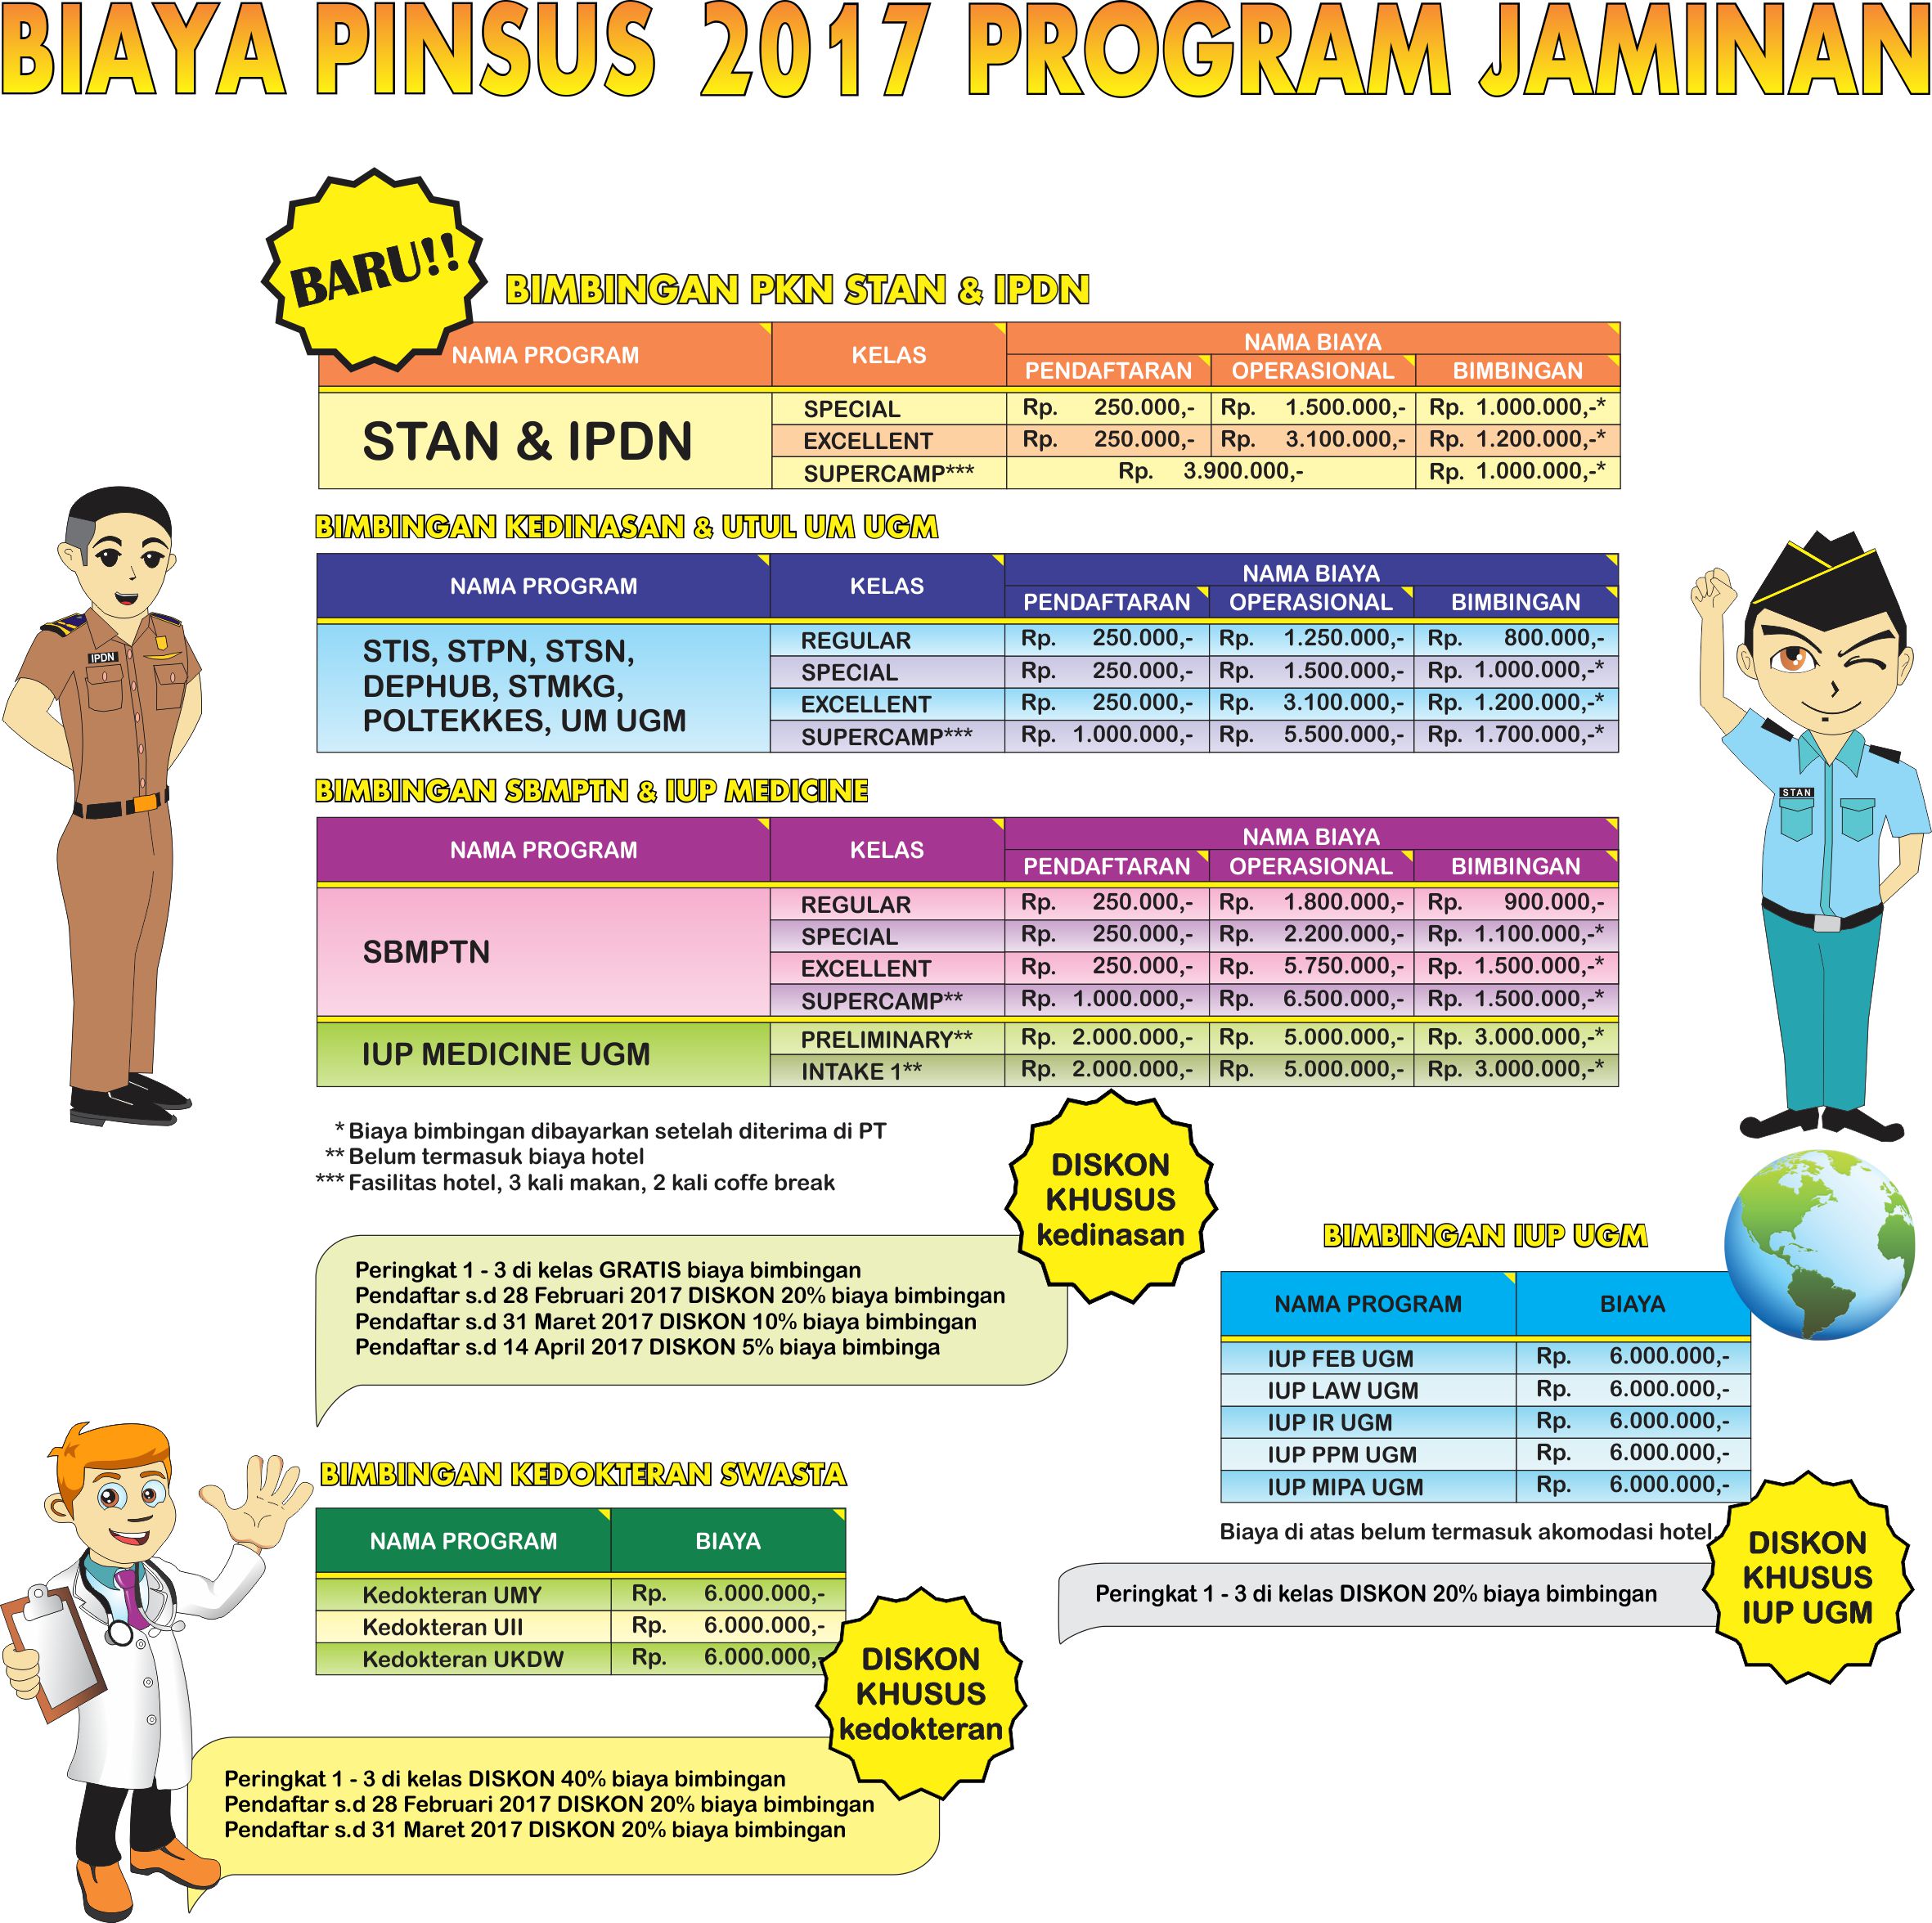 BIAYA PINSUS 2017 PROGRAM JAMINAN
BARU!!
BIMBINGAN PKN STAN & IPDN
NAMA PROGRAM KELAS NAMA BIAYA
PENDAFTARAN OPERASIONAL BIMBINGAN
STAN & IPDN
SPECIAL Rp. 250.000,- Rp. 1.500.000,- Rp. 1.000.000,-*
EXCELLENT Rp. 250.000,- Rp. 3.100.000,- Rp. 1.200.000,-*
SUPERCAMP*** Rp. 3.900.000,- Rp. 1.000.000,-*
IPDN
BIMBINGAN KEDINASAN & UTUL UM UGM
NAMA PROGRAM KELAS NAMA BIAYA
PENDAFTARAN OPERASIONAL BIMBINGAN
STIS, STPN, STSN,
DEPHUB, STMKG,
POLTEKKES, UM UGM
REGULAR Rp. 250.000,- Rp. 1.250.000,- Rp. 800.000,-
SPECIAL Rp. 250.000,- Rp. 1.500.000,- Rp. 1.000.000,-*
EXCELLENT Rp. 250.000,- Rp. 3.100.000,- Rp. 1.200.000,-*
SUPERCAMP*** Rp. 1.000.000,- Rp. 5.500.000,- Rp. 1.700.000,-*
STAN
BIMBINGAN SBMPTN & IUP MEDICINE
NAMA PROGRAM KELAS NAMA BIAYA
PENDAFTARAN OPERASIONAL BIMBINGAN
SBMPTN
REGULAR Rp. 250.000,- Rp. 1.800.000,- Rp. 900.000,-
SPECIAL Rp. 250.000,- Rp. 2.200.000,- Rp. 1.100.000,-*
EXCELLENT Rp. 250.000,- Rp. 5.750.000,- Rp. 1.500.000,-*
SUPERCAMP** Rp. 1.000.000,- Rp. 6.500.000,- Rp. 1.500.000,-*
IUP MEDICINE UGM
PRELIMINARY** Rp. 2.000.000,- Rp. 5.000.000,- Rp. 3.000.000,-*
INTAKE 1** Rp. 2.000.000,- Rp. 5.000.000,- Rp. 3.000.000,-*
* Biaya bimbingan dibayarkan setelah diterima di PT
** Belum termasuk biaya hotel
*** Fasilitas hotel, 3 kali makan, 2 kali coffe break
DISKON
KHUSUS
kedinasan
Peringkat 1 - 3 di kelas GRATIS biaya bimbingan
Pendaftar s.d 28 Februari 2017 DISKON 20% biaya bimbingan
Pendaftar s.d 31 Maret 2017 DISKON 10% biaya bimbingan
Pendaftar s.d 14 April 2017 DISKON 5% biaya bimbinga
BIMBINGAN IUP UGM
NAMA PROGRAM BIAYA
IUP FEB UGM Rp. 6.000.000,-
IUP LAW UGM Rp. 6.000.000,-
IUP IR UGM Rp. 6.000.000,-
IUP PPM UGM Rp. 6.000.000,-
IUP MIPA UGM Rp. 6.000.000,-
Biaya di atas belum termasuk akomodasi hotel
DISKON
KHUSUS
IUP UGM
Peringkat 1 - 3 di kelas DISKON 20% biaya bimbingan
BIMBINGAN KEDOKTERAN SWASTA
NAMA PROGRAM BIAYA
Kedokteran UMY Rp. 6.000.000,-
Kedokteran UII Rp. 6.000.000,-
Kedokteran UKDW Rp. 6.000.000,-
DISKON
KHUSUS
kedokteran
Peringkat 1 - 3 di kelas DISKON 40% biaya bimbingan
Pendaftar s.d 28 Februari 2017 DISKON 20% biaya bimbingan
Pendaftar s.d 31 Maret 2017 DISKON 20% biaya bimbingan